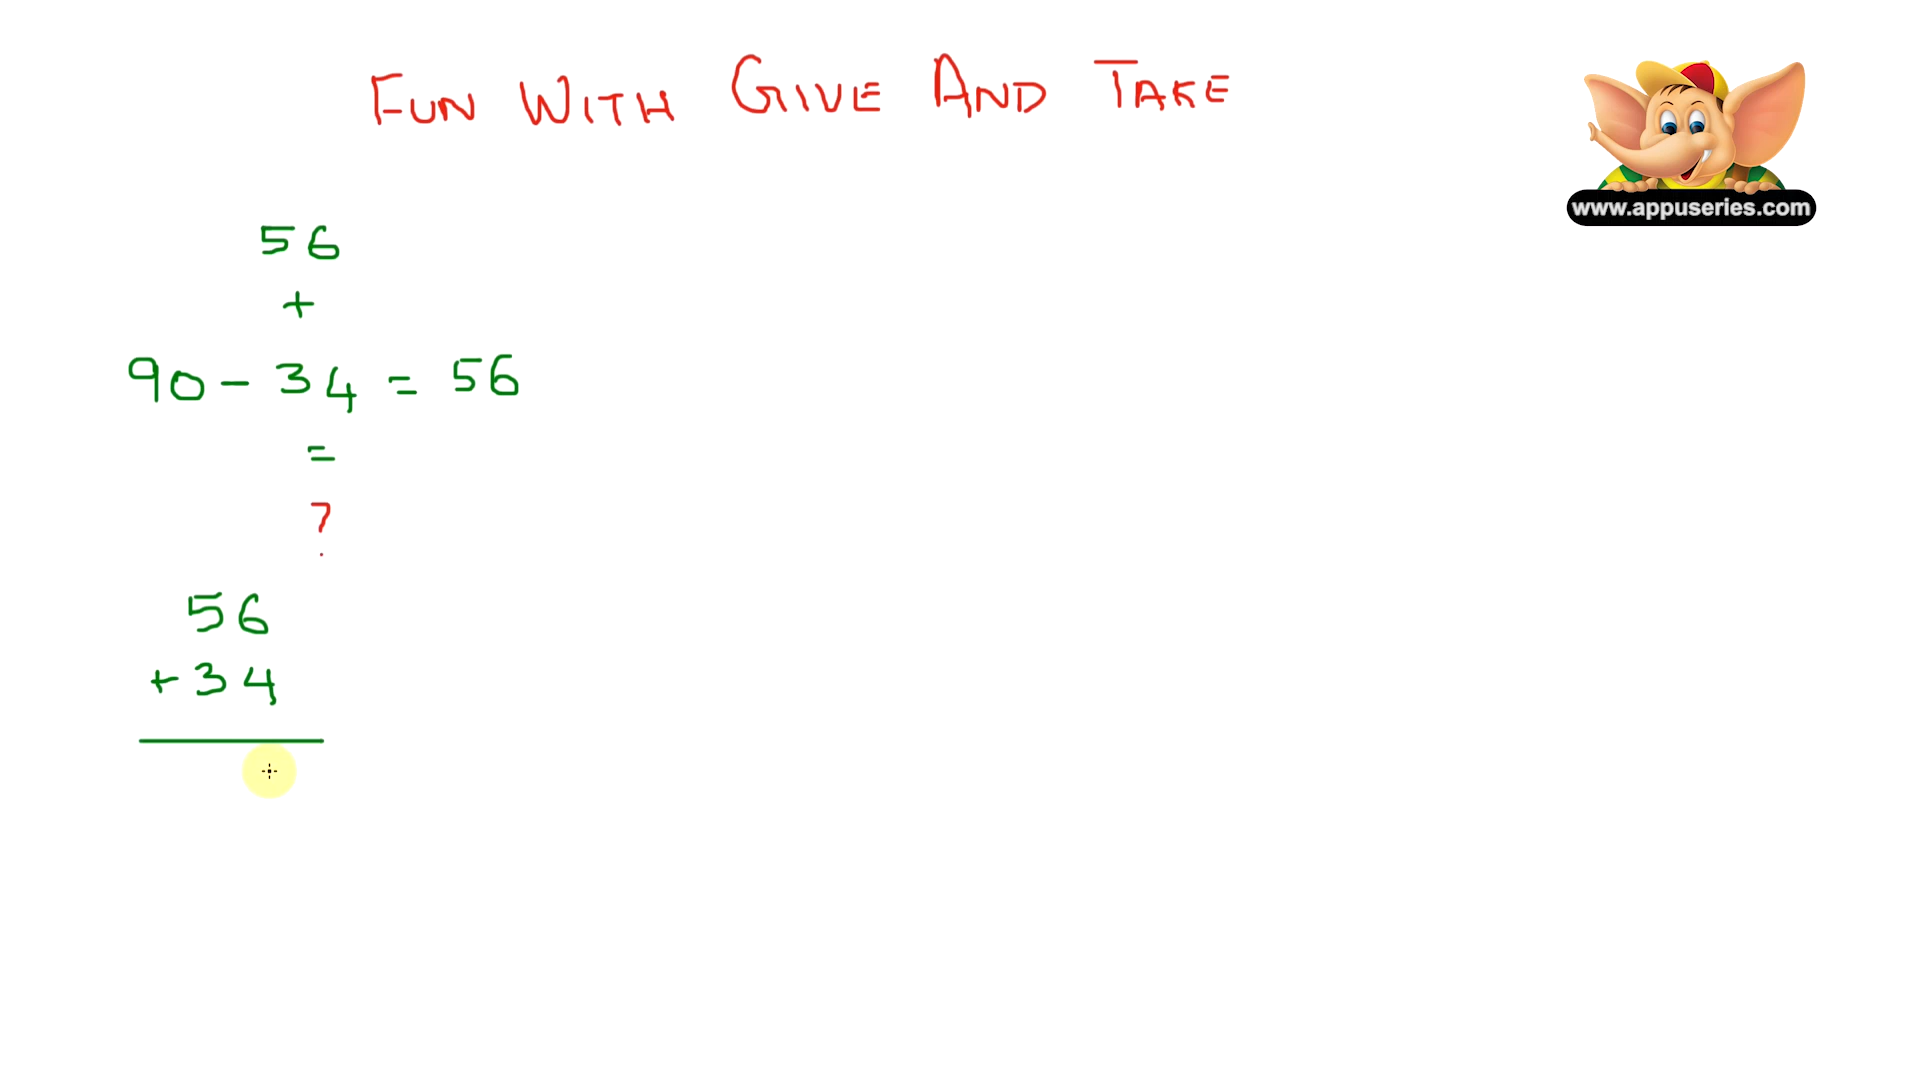 FUN WITH GIVE AND TAKE
www.appuseries.com
56
+
90 - 34 = 56
=
?
56
+ 34